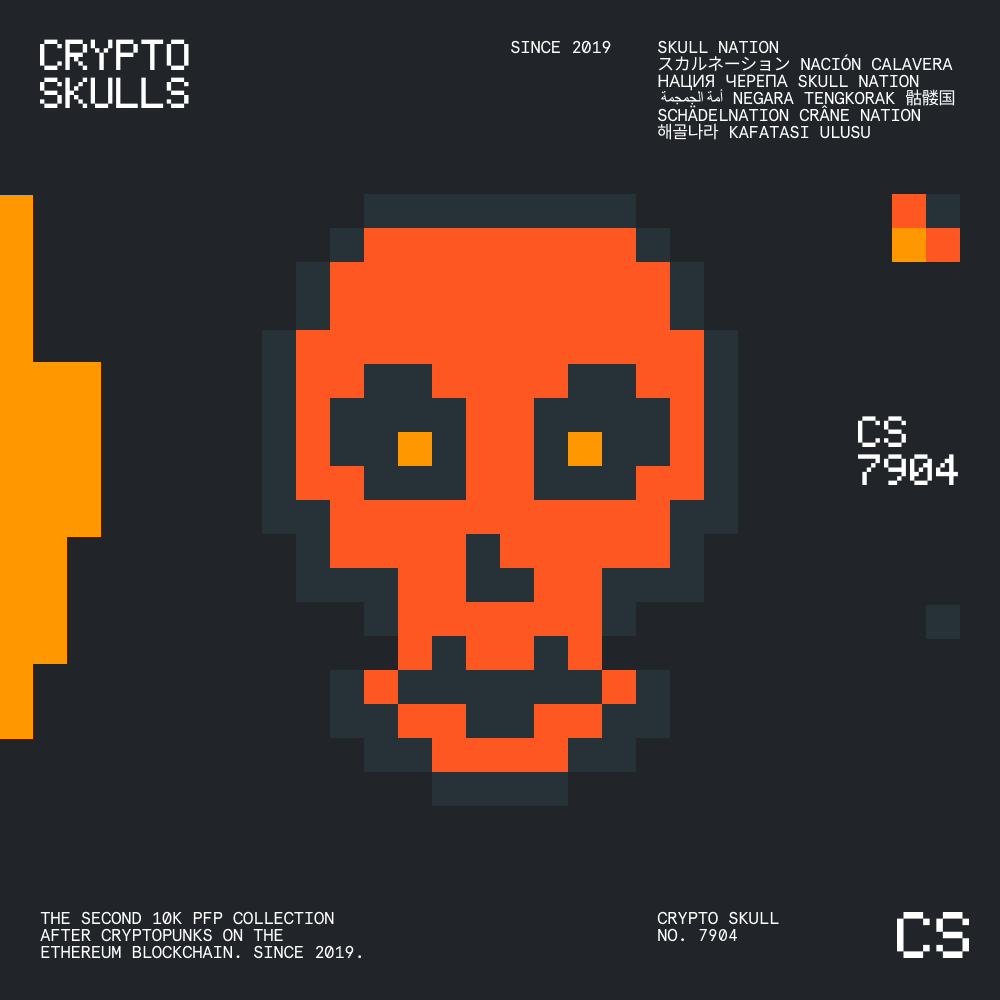 CRYPTO
SKULLS
SINCE 2019
SKULL NATION
スカルネーション NACIÓN CALAVERA
НАЦИЯ ЧЕРЕПА SKULL NATION
أمة الجمجمة NEGARA TENGKORAK 骷髅国
SCHÄDELNATION CRÂNE NATION
해골나라 KAFATASI ULUSU
CS
7904
THE SECOND 10K PFP COLLECTION
AFTER CRYPTOPUNKS ON THE
ETHEREUM BLOCKCHAIN. SINCE 2019.
CRYPTO SKULL
NO. 7904
CS